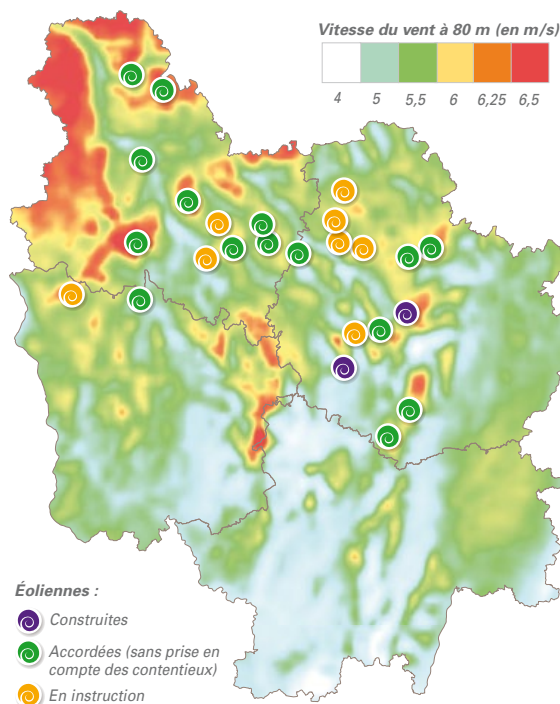 Vitesse du vent à 80 m (en m/s)
4 5 5,5 6 6,25 6,5
Éoliennes :
Construites
Accordées (sans prise en
compte des contentieux)
En instruction